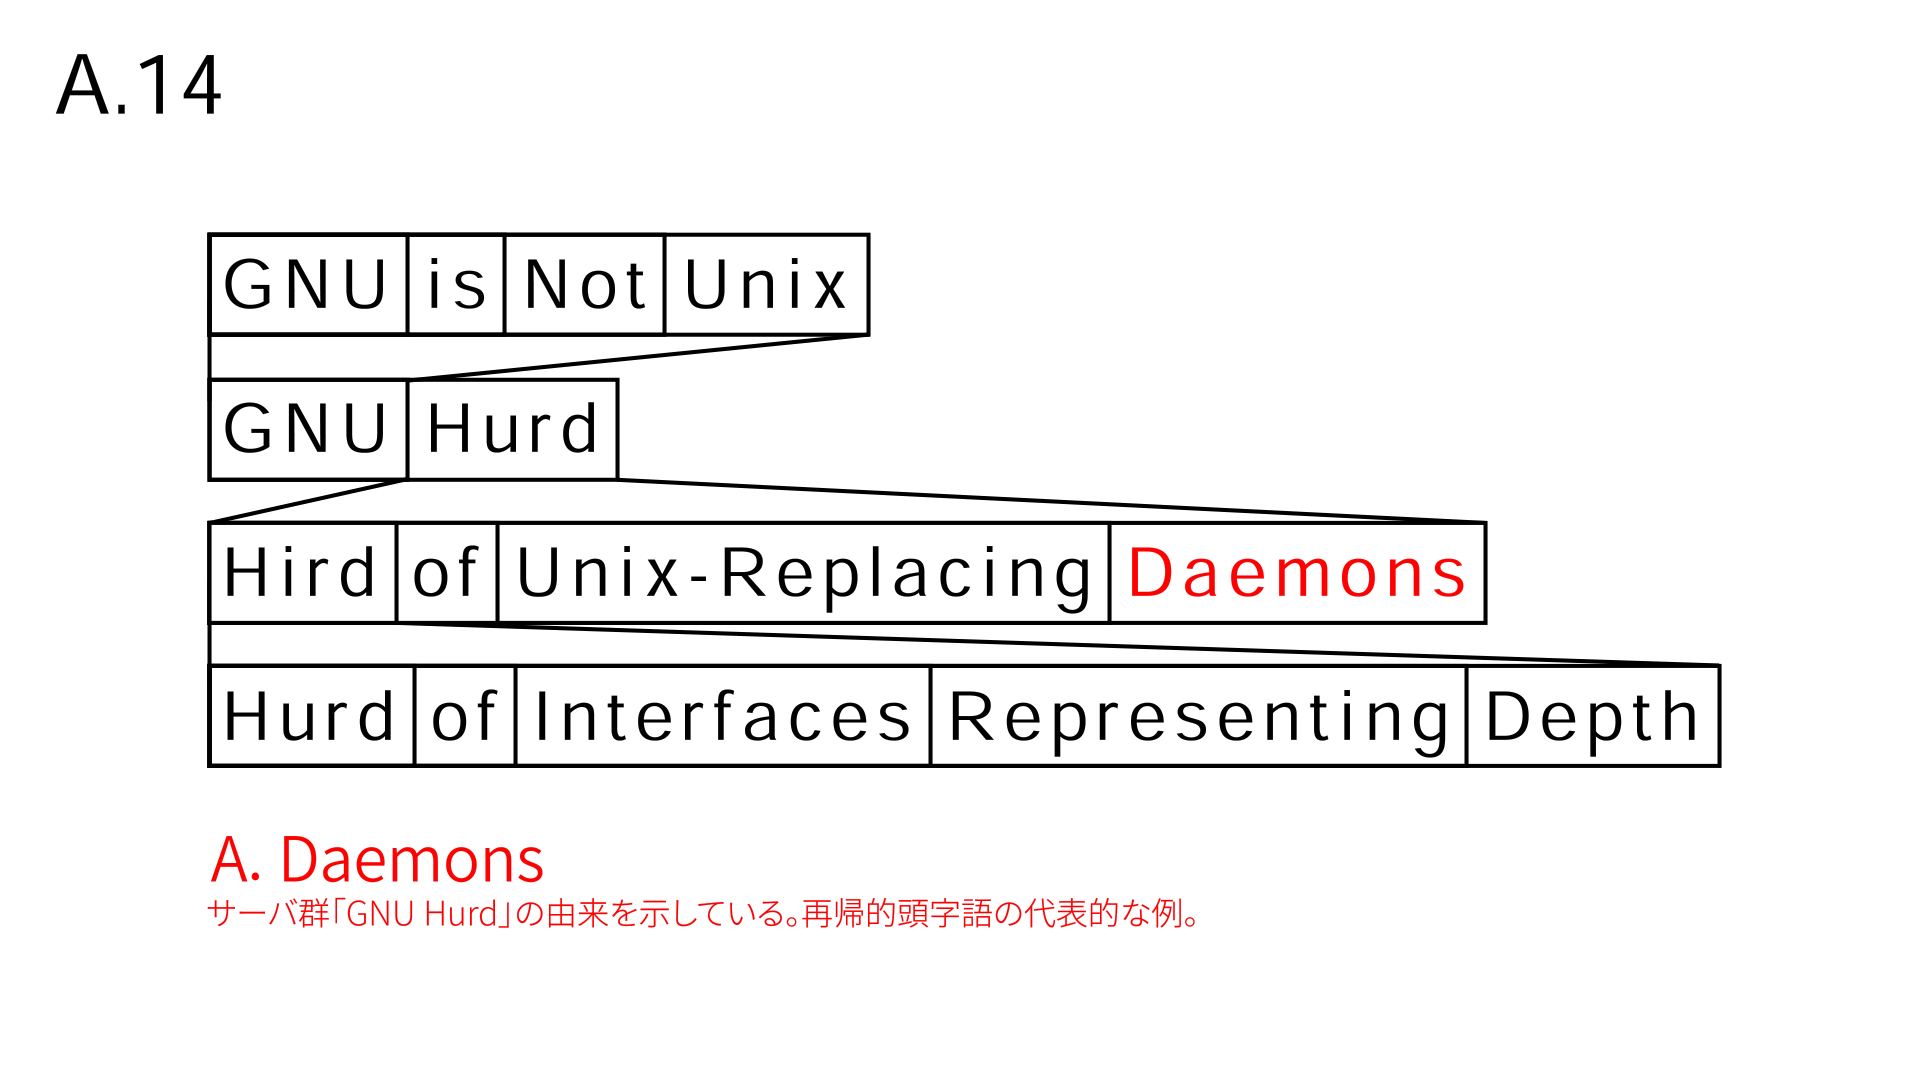 A.14
GNU is Not Unix
GNU Hurd
Hird of Unix-Replacing Daemons
Hurd of Interfaces Representing Depth
A. Daemons
サーバ群「GNU Hurd」の由来を示している。再帰的頭字語の代表的な例。